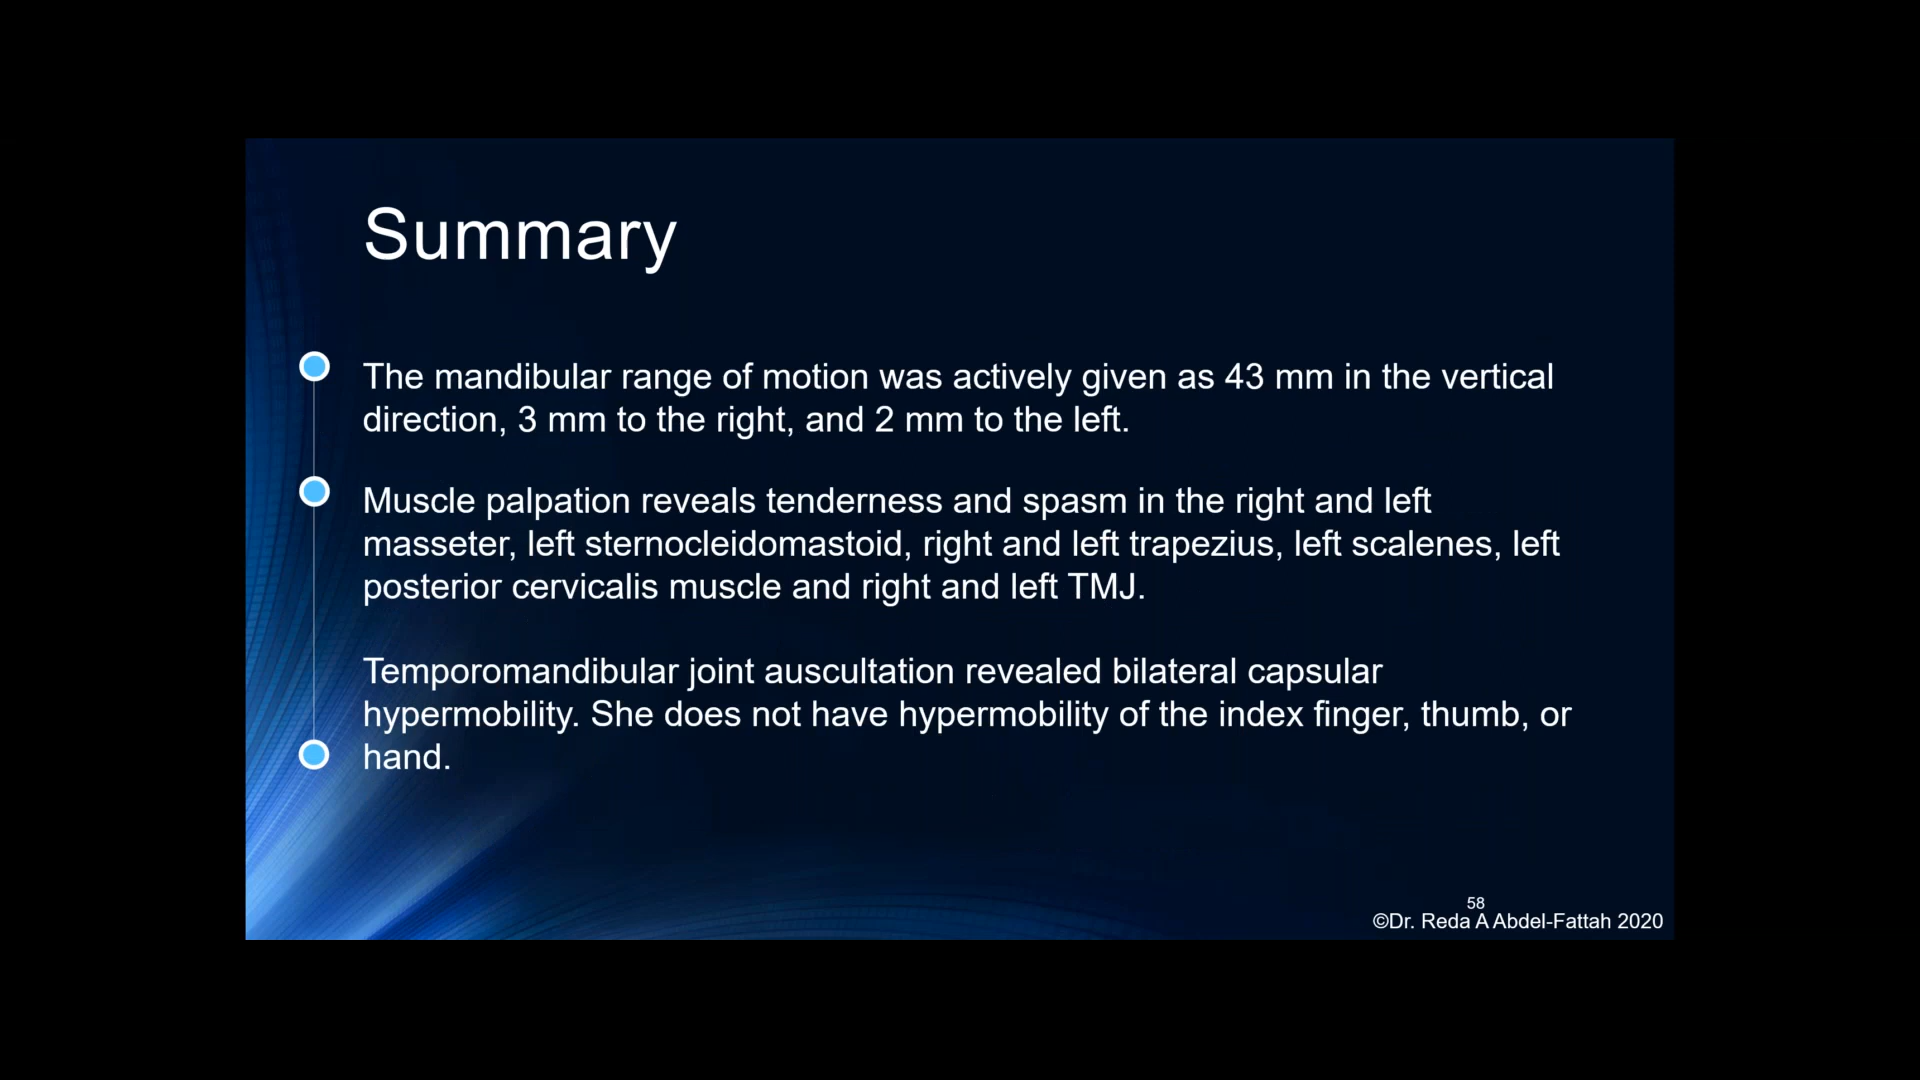 Summary
The mandibular range of motion was actively given as 43 mm in the vertical
direction, 3 mm to the right, and 2 mm to the left.
Muscle palpation reveals tenderness and spasm in the right and left
masseter, left sternocleidomastoid, right and left trapezius, left scalenes, left
posterior cervicalis muscle and right and left TMJ.
Temporomandibular joint auscultation revealed bilateral capsular
hypermobility. She does not have hypermobility of the index finger, thumb, or
hand.
58
©Dr. Reda A Abdel-Fattah 2020